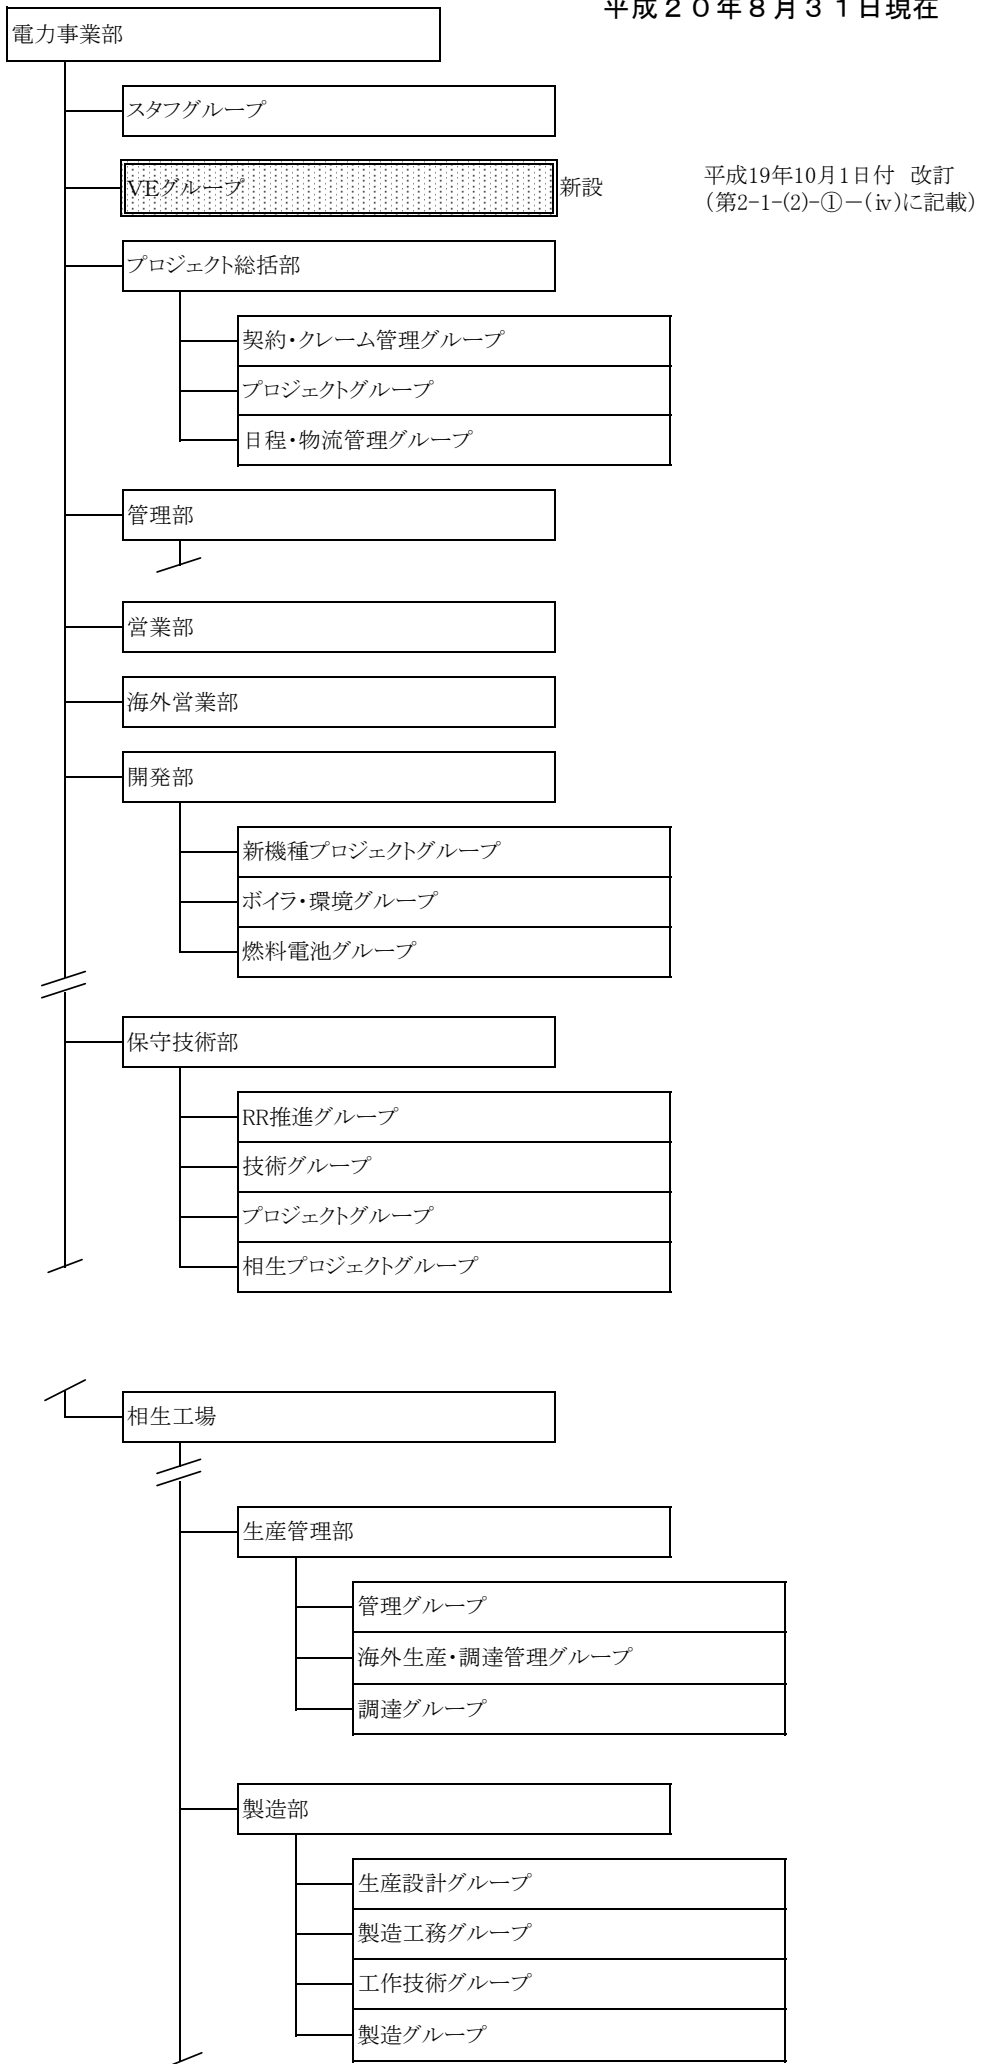 平成20年8月31日現在
電力事業部
スタフグループ
VEグループ 新設 平成19年10月1日付 改訂
（第2-1-(2)-①－(ⅳ)に記載）
プロジェクト総括部
契約・クレーム管理グループ
プロジェクトグループ
日程・物流管理グループ
管理部
営業部
海外営業部
開発部
新機種プロジェクトグループ
ボイラ・環境グループ
燃料電池グループ
保守技術部
RR推進グループ
技術グループ
プロジェクトグループ
相生プロジェクトグループ
相生工場
生産管理部
管理グループ
海外生産・調達管理グループ
調達グループ
製造部
生産設計グループ
製造工務グループ
工作技術グループ
製造グループ